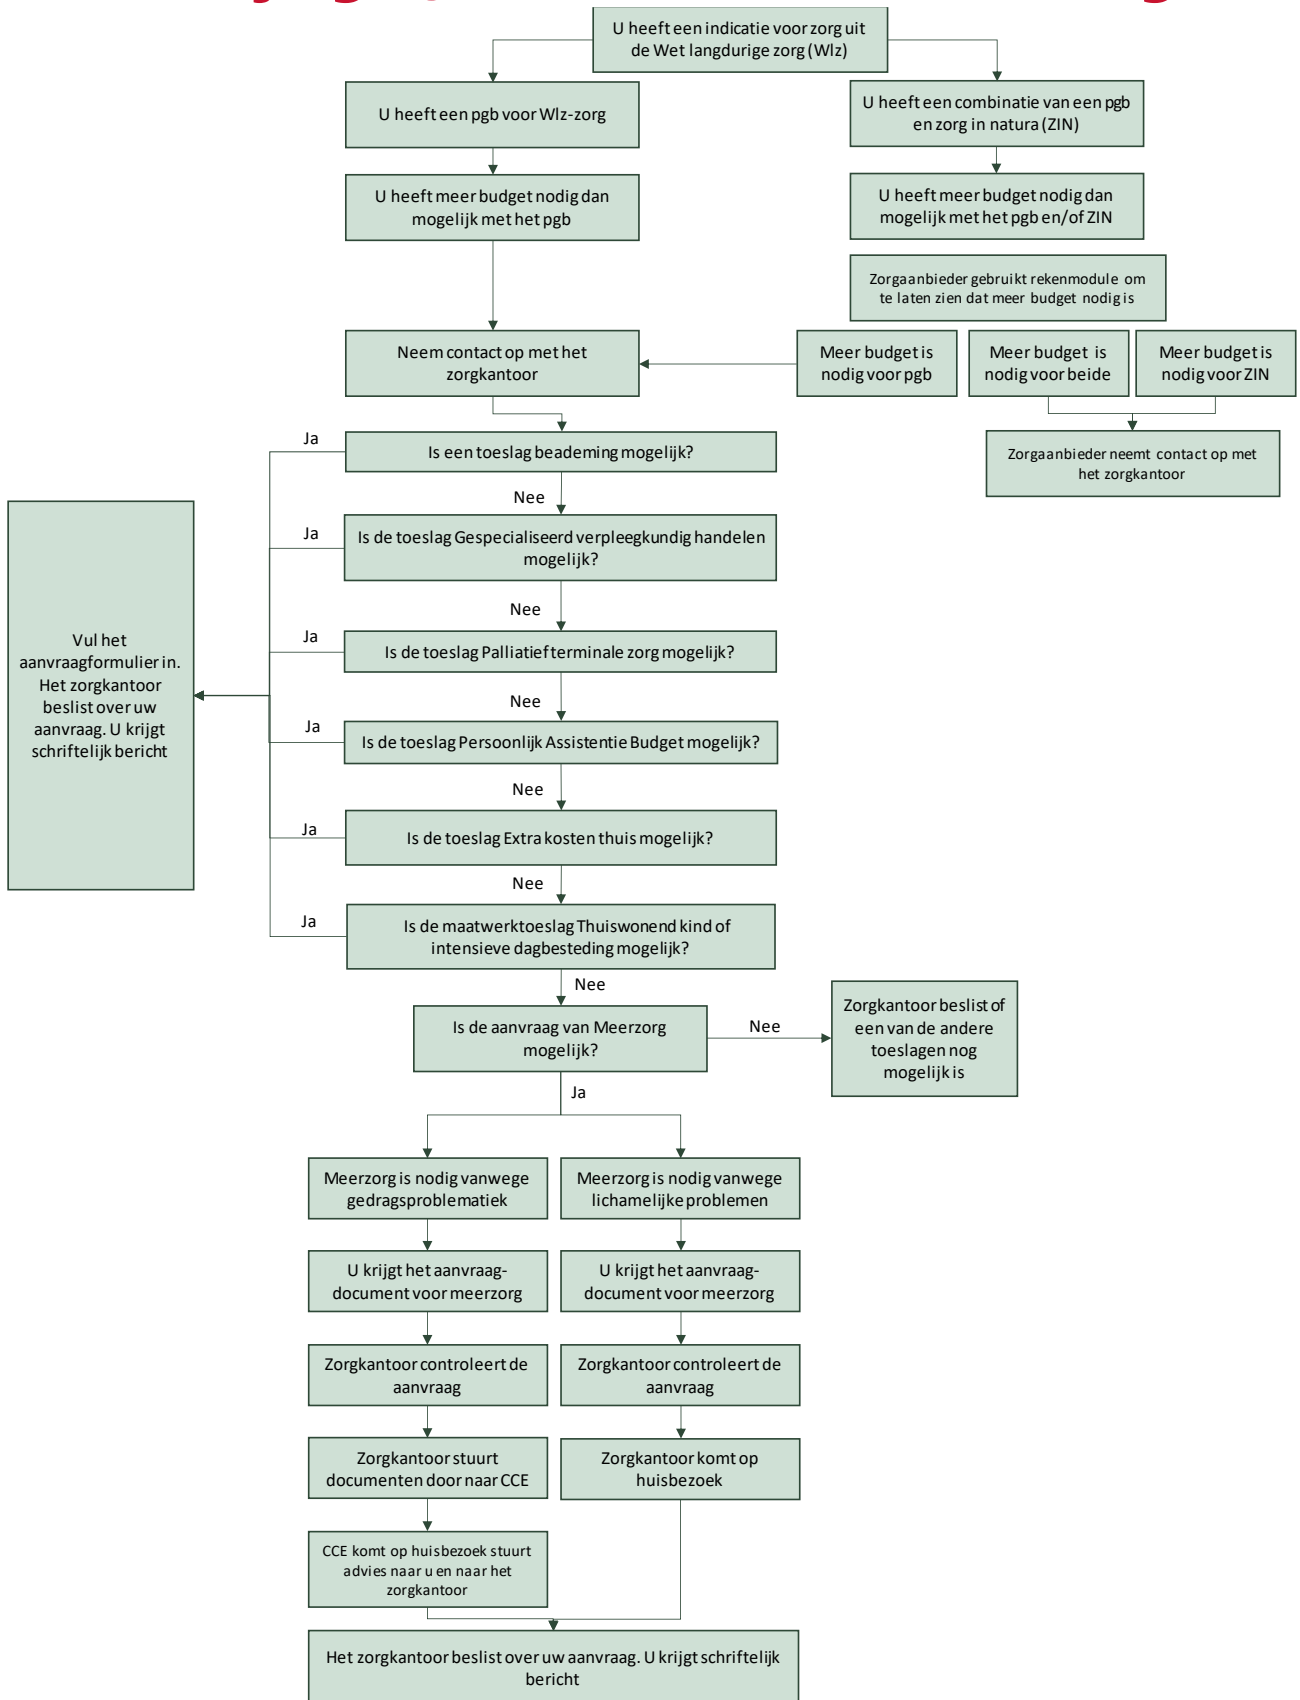 U heeft een indicatie voor zorg uit
de Wet langdurige zorg (Wlz)
U heeft een pgb voor Wlz-zorg
U heeft een combinatie van een pgb
en zorg in natura (ZIN)
U heeft meer budget nodig dan
mogelijk met het pgb
U heeft meer budget nodig dan
mogelijk met het pgb en/of ZIN
Zorgaanbieder gebruikt rekenmodule om
te laten zien dat meer budget nodig is
Neem contact op met het
zorgkantoor
Meer budget is
nodig voor pgb
Meer budget is
nodig voor beide
Meer budget is
nodig voor ZIN
Zorgaanbieder neemt contact op met
het zorgkantoor
Ja
Is een toeslag beademing mogelijk?
Nee
Ja
Is de toeslag Gespecialiseerd verpleegkundig handelen
mogelijk?
Nee
Ja
Is de toeslag Palliatief terminale zorg mogelijk?
Nee
Vul het
aanvraagformulier in.
Het zorgkantoor
beslist over uw
aanvraag. U krijgt
schriftelijk bericht
Ja
Is de toeslag Persoonlijk Assistentie Budget mogelijk?
Nee
Ja
Is de toeslag Extra kosten thuis mogelijk?
Nee
Ja
Is de maatwerktoeslag Thuiswonend kind of
intensieve dagbesteding mogelijk?
Nee
Is de aanvraag van Meerzorg
mogelijk?
Nee
Zorgkantoor beslist of
een van de andere
toeslagen nog
mogelijk is
Ja
Meerzorg is nodig vanwege
gedragsproblematiek
Meerzorg is nodig vanwege
lichamelijke problemen
U krijgt het aanvraag-
document voor meerzorg
U krijgt het aanvraag-
document voor meerzorg
Zorgkantoor controleert de
aanvraag
Zorgkantoor controleert de
aanvraag
Zorgkantoor stuurt
documenten door naar CCE
Zorgkantoor komt op
huisbezoek
CCE komt op huisbezoek stuurt
advies naar u en naar het
zorgkantoor
Het zorgkantoor beslist over uw aanvraag. U krijgt schriftelijk
bericht